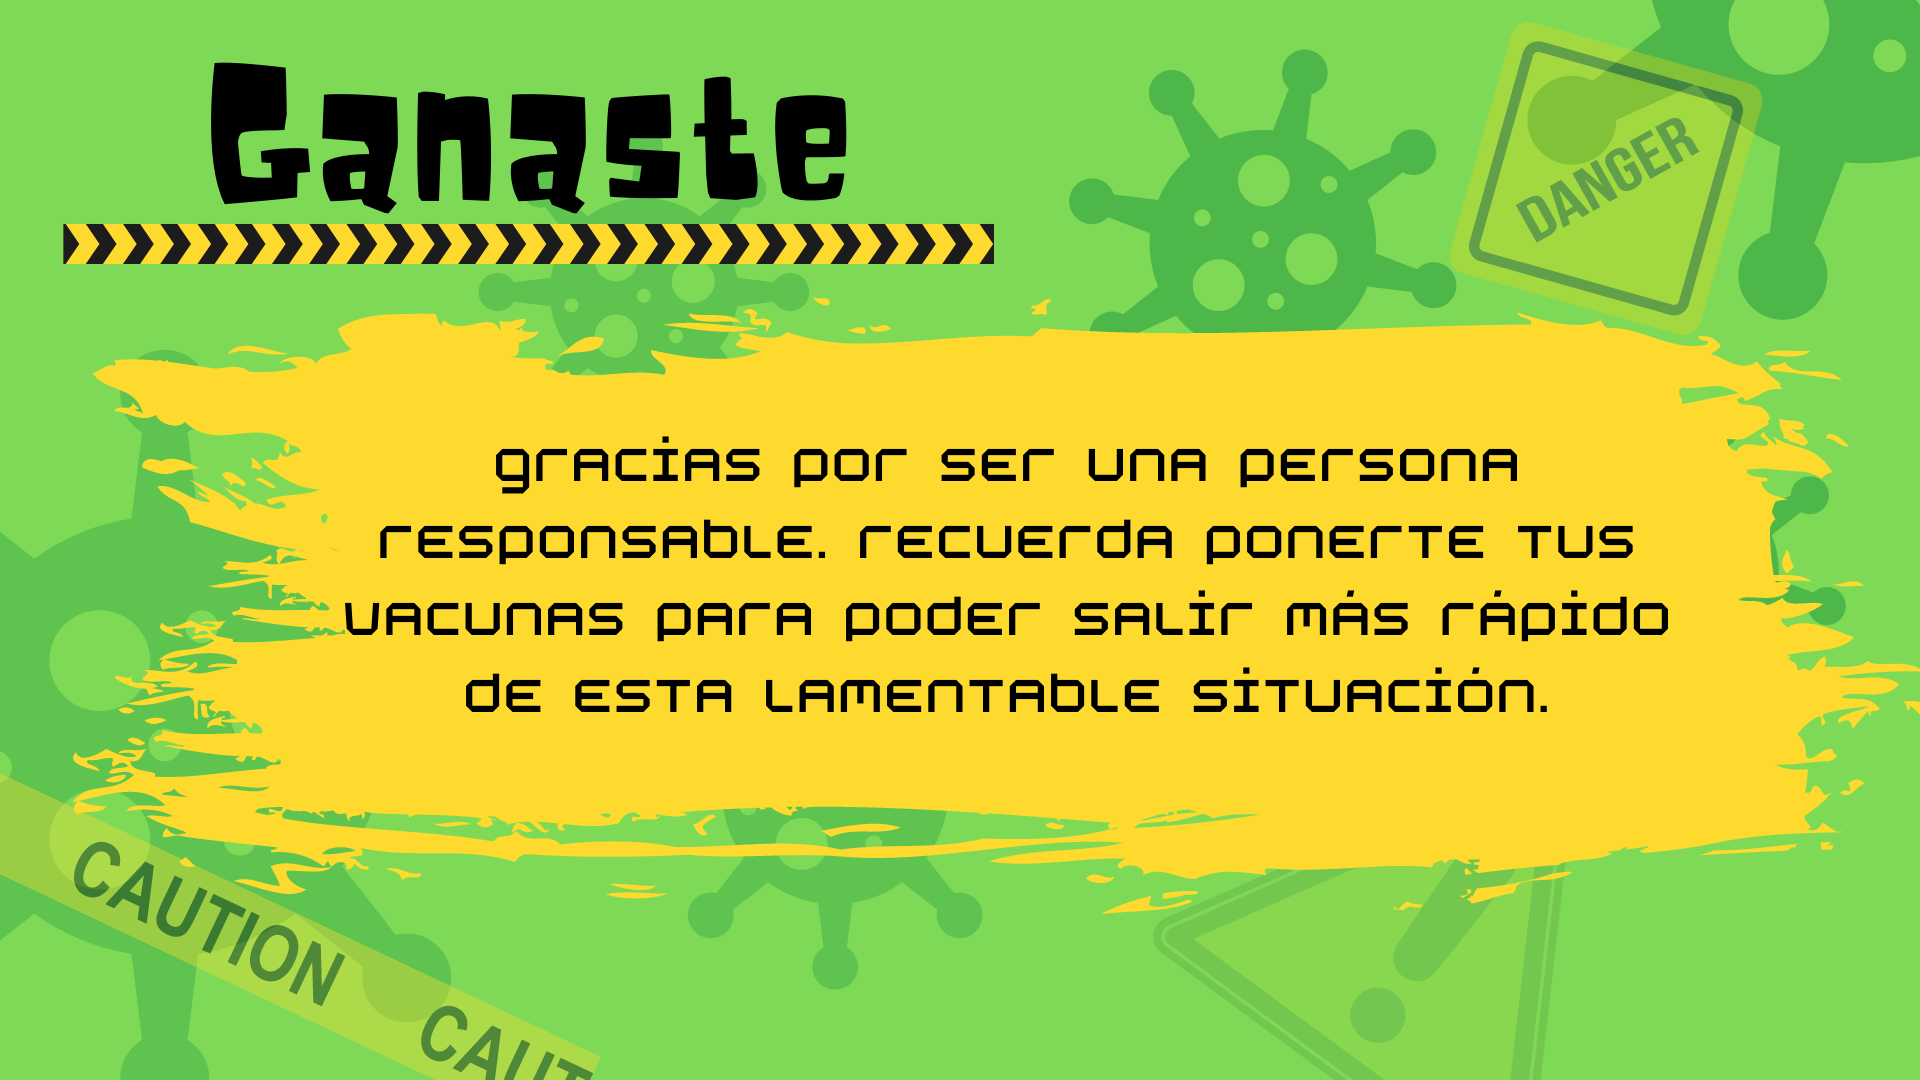 Ganaste
DANGER
gracias por ser una persona
responsable. recuerda ponerte tus
vacunas para poder salir más rápido
de esta lamentable situación.
CAUTION
CAUT